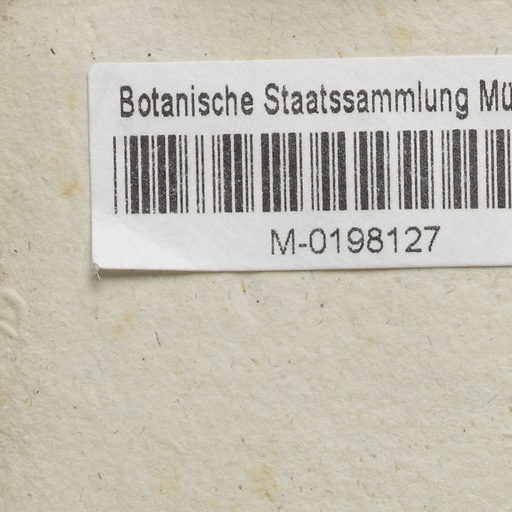 Botanische Staatssammlung Mü
M-0198127